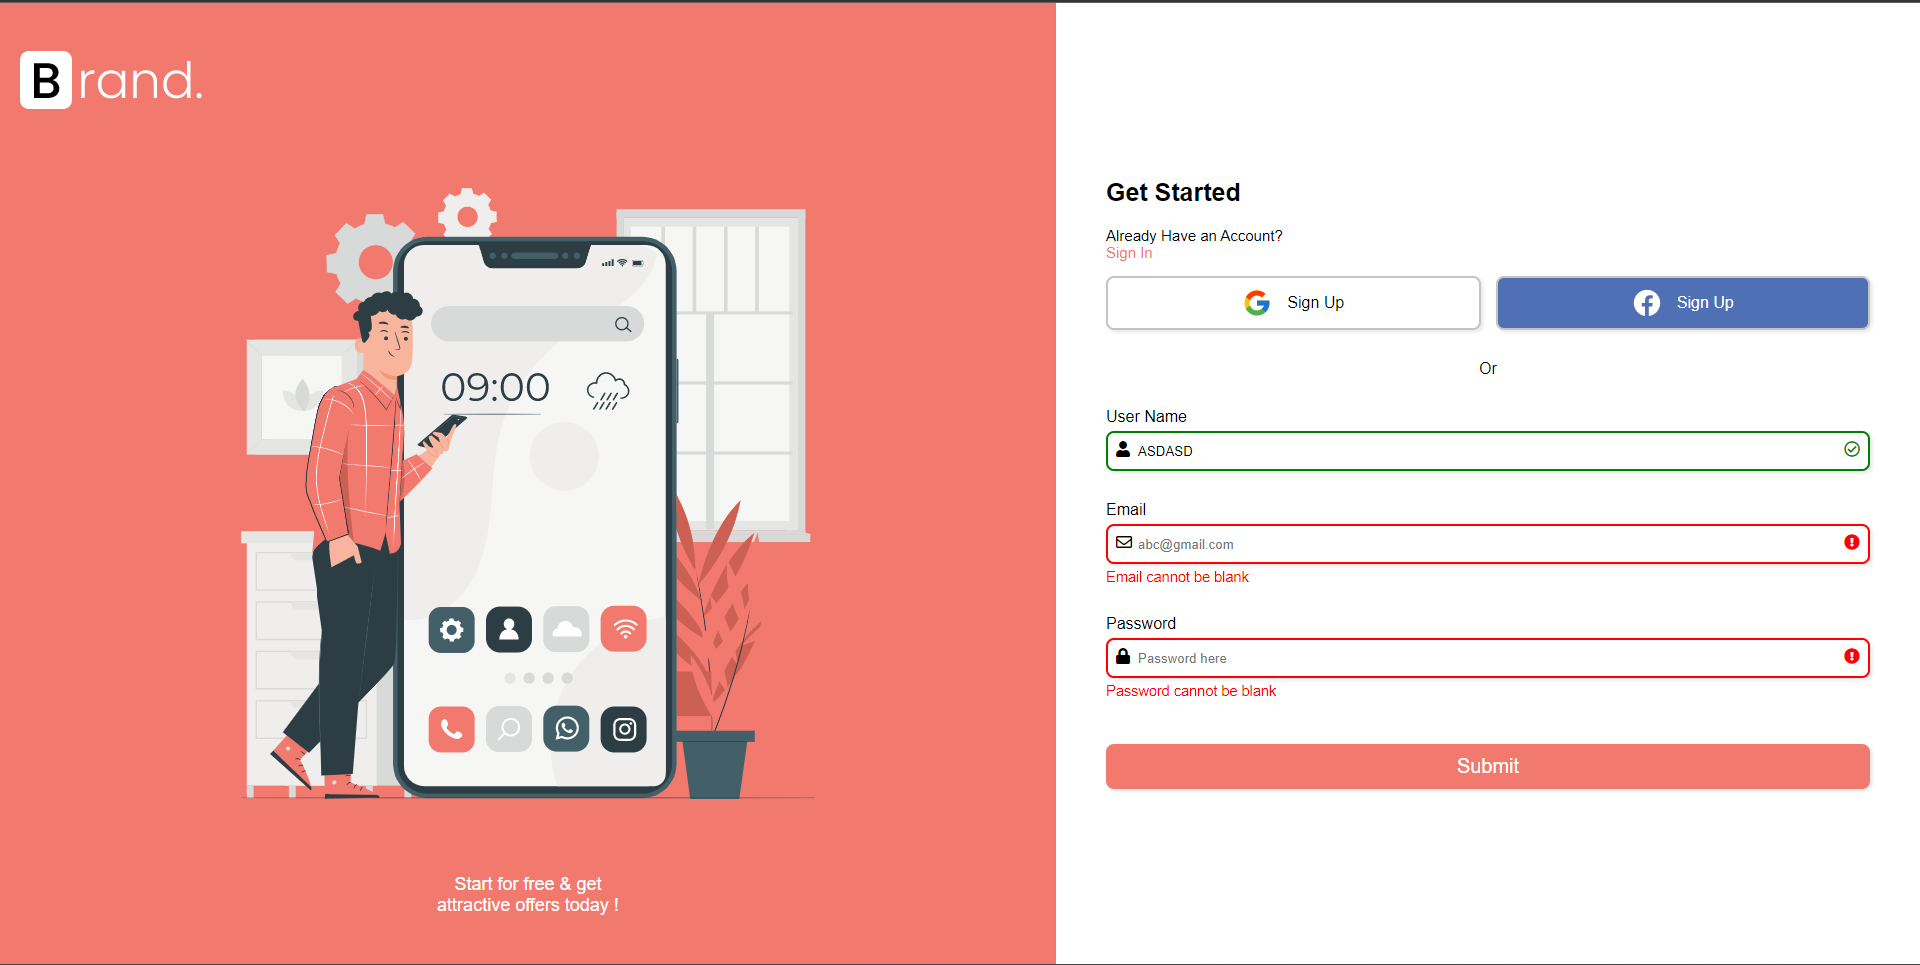 Brand.
09:00
Start for free & get
attractive offers today !
Get Started
Already Have an Account?
Sign In
Sign Up
Sign Up
Or
User Name
ASDASD
Email
abc@gmail.com
Email cannot be blank
Password
Password here
Password cannot be blank
Submit